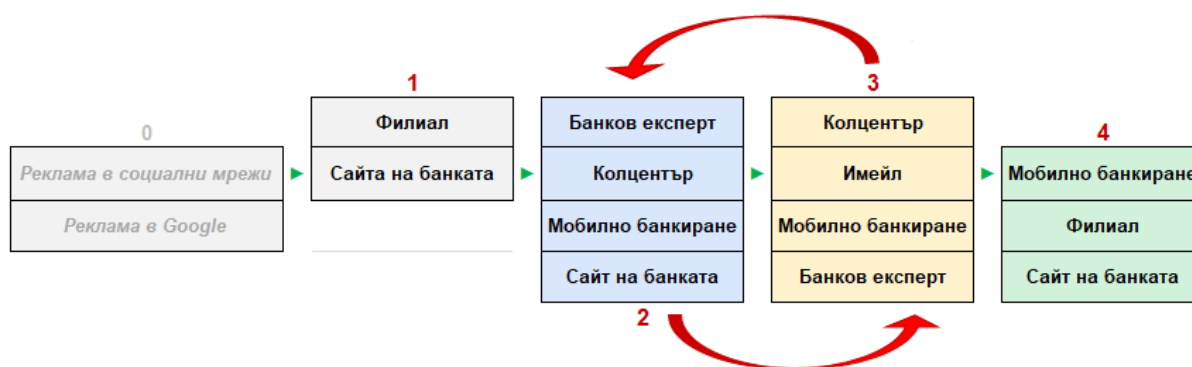 0
Реклама в социални мрежи
Реклама в Google
1
Филиал
Сайта на банката
Банков експерт
Колцентър
Мобилно банкиране
Сайт на банката
2
3
Колцентър
Имейл
Мобилно банкиране
Банков експерт
4
Мобилно банкиране
Филиал
Сайт на банката